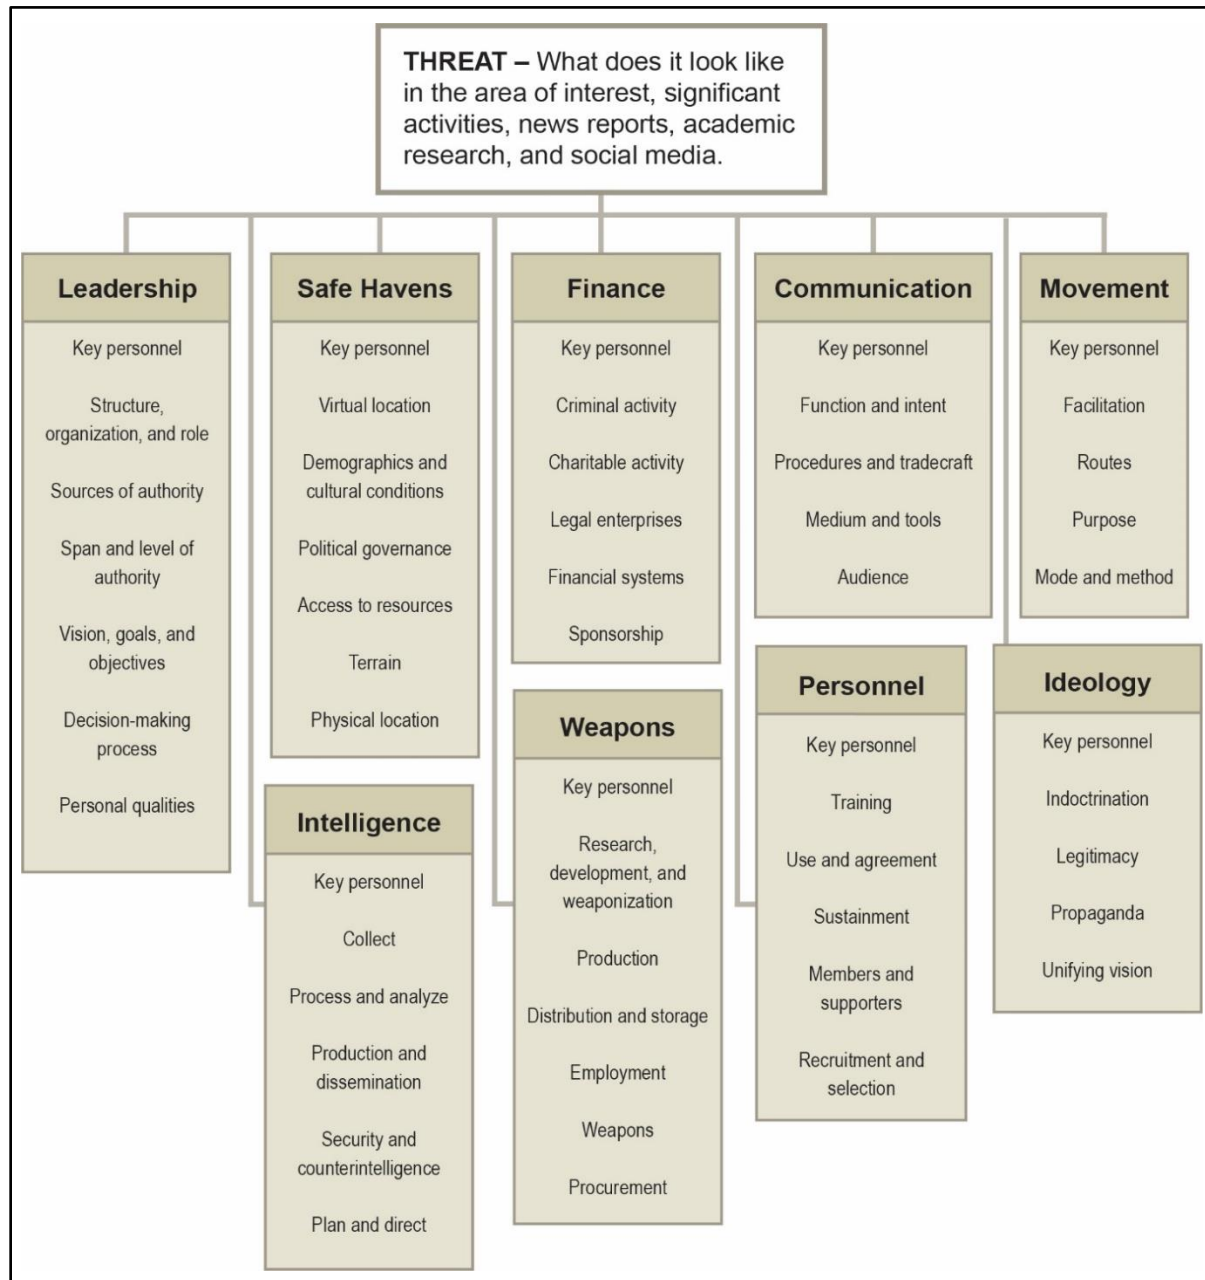 THREAT – What does it look like
in the area of interest, significant
activities, news reports, academic
research, and social media.
Leadership
Key personnel
Structure,
organization, and role
Sources of authority
Span and level of
authority
Vision, goals, and
objectives
Decision-making
process
Personal qualities
Safe Havens
Key personnel
Virtual location
Demographics and
cultural conditions
Political governance
Access to resources
Terrain
Physical location
Finance
Key personnel
Criminal activity
Charitable activity
Legal enterprises
Financial systems
Sponsorship
Communication
Key personnel
Function and intent
Procedures and tradecraft
Medium and tools
Audience
Movement
Key personnel
Facilitation
Routes
Purpose
Mode and method
Intelligence
Key personnel
Collect
Process and analyze
Production and
dissemination
Security and
counterintelligence
Plan and direct
Weapons
Key personnel
Research,
development, and
weaponization
Production
Distribution and storage
Employment
Weapons
Procurement
Personnel
Key personnel
Training
Use and agreement
Sustainment
Members and
supporters
Recruitment and
selection
Ideology
Key personnel
Indoctrination
Legitimacy
Propaganda
Unifying vision